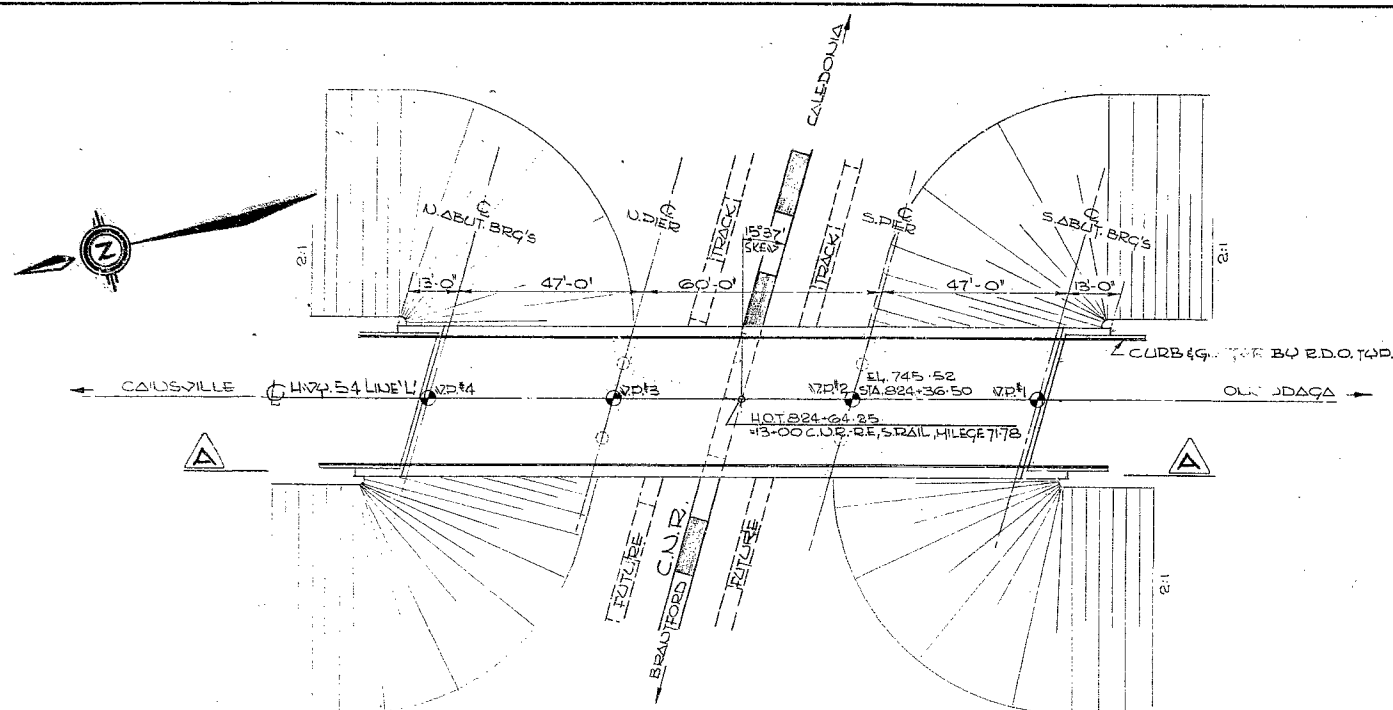 CALEDONIA
N. ABUT. BRG'S
N. PIER
TRACK
15°37'
SKEW
TRACK
S. PIER
S. ABUT. BRG'S
N
2:1
2:1
13'-0"
47'-0"
60'-0"
47'-0"
13'-0"
CURB & BY R.D.O. TYP.
CAINSVILLE
℄ HWY. 54 LINE 'L'
W.P. #4
W.P. #3
W.P. #2
EL. 745.52
STA. 824+36.50
W.P. #1
H.O.T. 824+64.25
=13+00 C.N.R. R.E, S. RAIL, MILEGE 71.78
A
A
FUTURE
C.N.R.
FUTURE
BRANTFORD
2:1